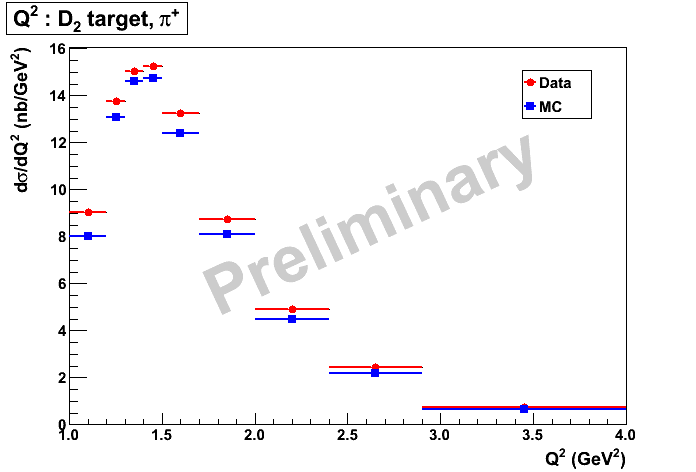 Q² : D₂ target, π⁺
dσ/dQ² (nb/GeV²)
16
14
12
10
8
6
4
2
0
Data
MC
Preliminary
1.0 1.5 2.0 2.5 3.0 3.5 4.0
Q² (GeV²)